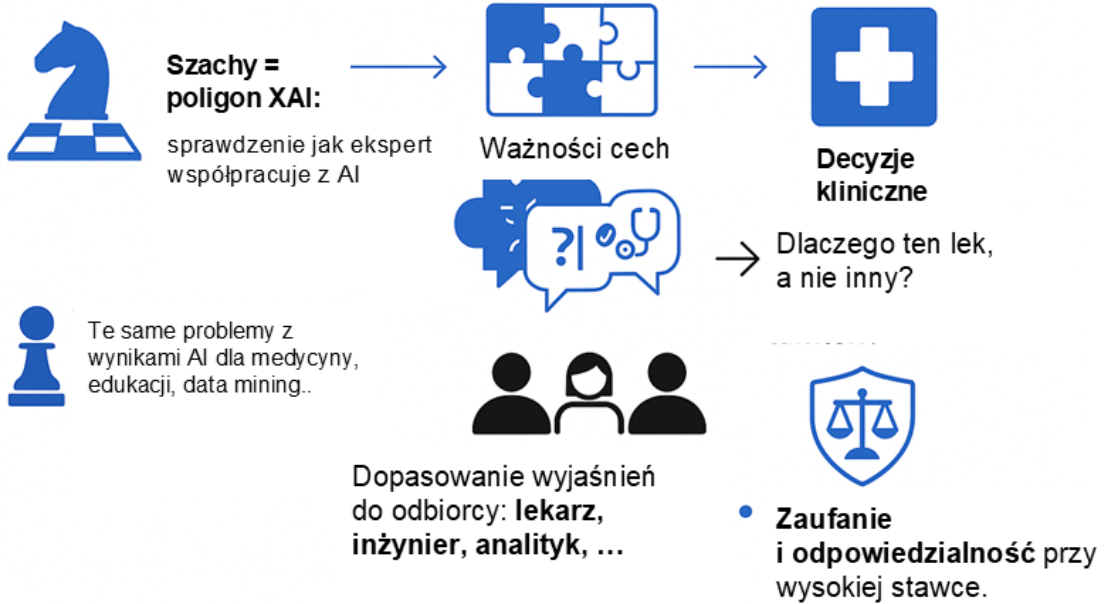 Szachy =
poligon XAI:
sprawdzenie jak ekspert
współpracuje z AI
Ważności cech
Decyzje
kliniczne
?|
Dlaczego ten lek,
a nie inny?
Te same problemy z
wynikami AI dla medycyny,
edukacji, data mining..
Dopasowanie wyjaśnień
do odbiorcy: lekarz,
inżynier, analityk, ...
• Zaufanie
i odpowiedzialność przy
wysokiej stawce.